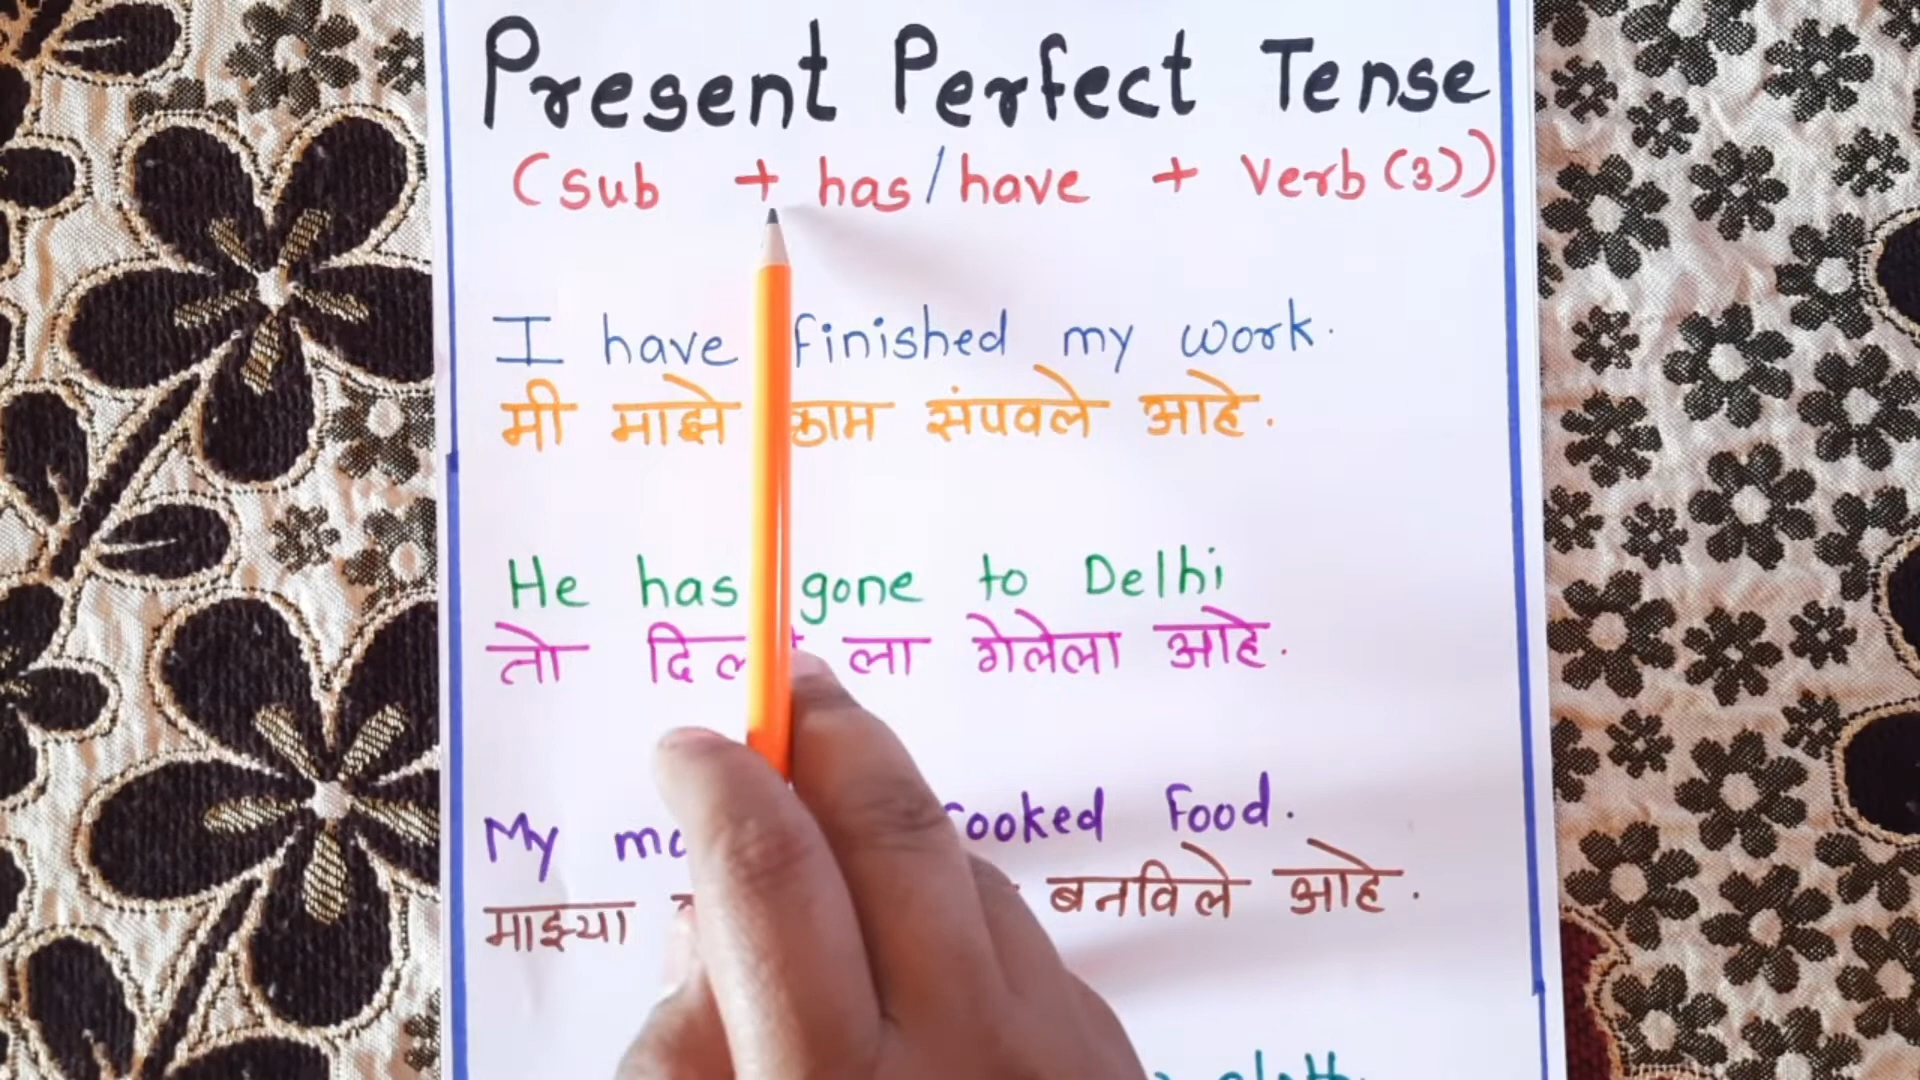 Present Perfect Tense
(sub + has/have + Verb(3))
I have finished my work.
मी माझे काम संपवले आहे.
He has gone to Delhi
तो ला गेलेला आहे.
My Food.
माझ्या बनविले आहे.